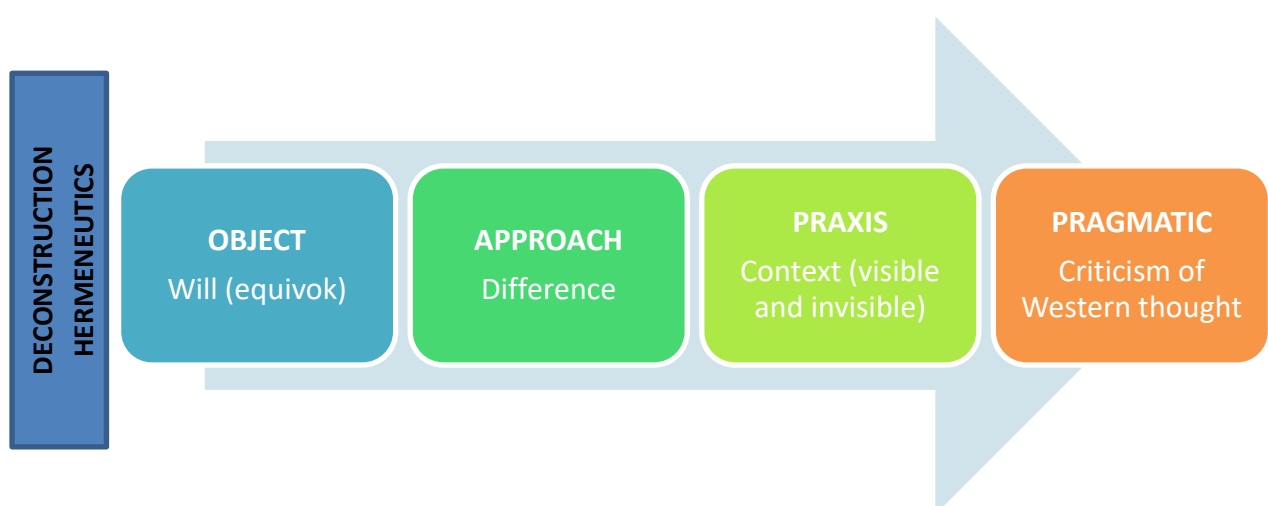 DECONSTRUCTION
HERMENEUTICS
OBJECT
Will (equivok)
APPROACH
Difference
PRAXIS
Context (visible
and invisible)
PRAGMATIC
Criticism of
Western thought